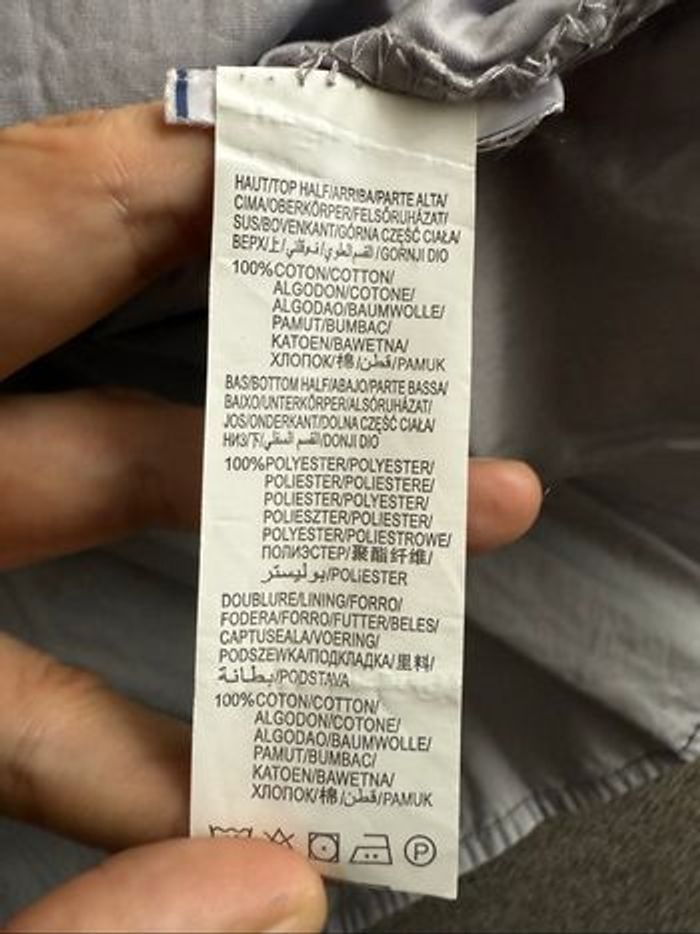 HAUT/TOP HALF/ARRIBA/PARTE ALTA/
CIMA/OBERKÖRPER/FELSŐRUHÁZAT/
SUS/BOVENKANT/GÓRNA CZĘŚĆ CIAŁA/
ВЕРХ/上/القسم العلوي/فوقلني/GORNJI DIO
100%COTON/COTTON/
ALGODON/COTONE/
ALGODAO/BAUMWOLLE/
PAMUT/BUMBAC/
KATOEN/BAWETNA/
ХЛОПОК/棉/قطن/PAMUK
BAS/BOTTOM HALF/ABAJO/PARTE BASSA/
BAIXO/UNTERKÖRPER/ALSÓRUHÁZAT/
JOS/ONDERKANT/DOLNA CZĘŚĆ CIAŁA/
НИЗ/下/القسم السفلي/DONJI DIO
100%POLYESTER/POLYESTER/
POLIESTER/POLIESTERE/
POLIESTER/POLYESTER/
POLIESZTER/POLIESTER/
POLYESTER/POLIESTROWE/
ПОЛИЭСТЕР/聚酯纤维/
بوليستر/POLIESTER
DOUBLURE/LINING/FORRO/
FODERA/FORRO/FUTTER/BELES/
CAPTUSEALA/VOERING/
PODSZEWKA/ПОДКЛАДКА/里料/
بطانة/PODSTAVA
100%COTON/COTTON/
ALGODON/COTONE/
ALGODAO/BAUMWOLLE/
PAMUT/BUMBAC/
KATOEN/BAWETNA/
ХЛОПОК/棉/قطن/PAMUK
P